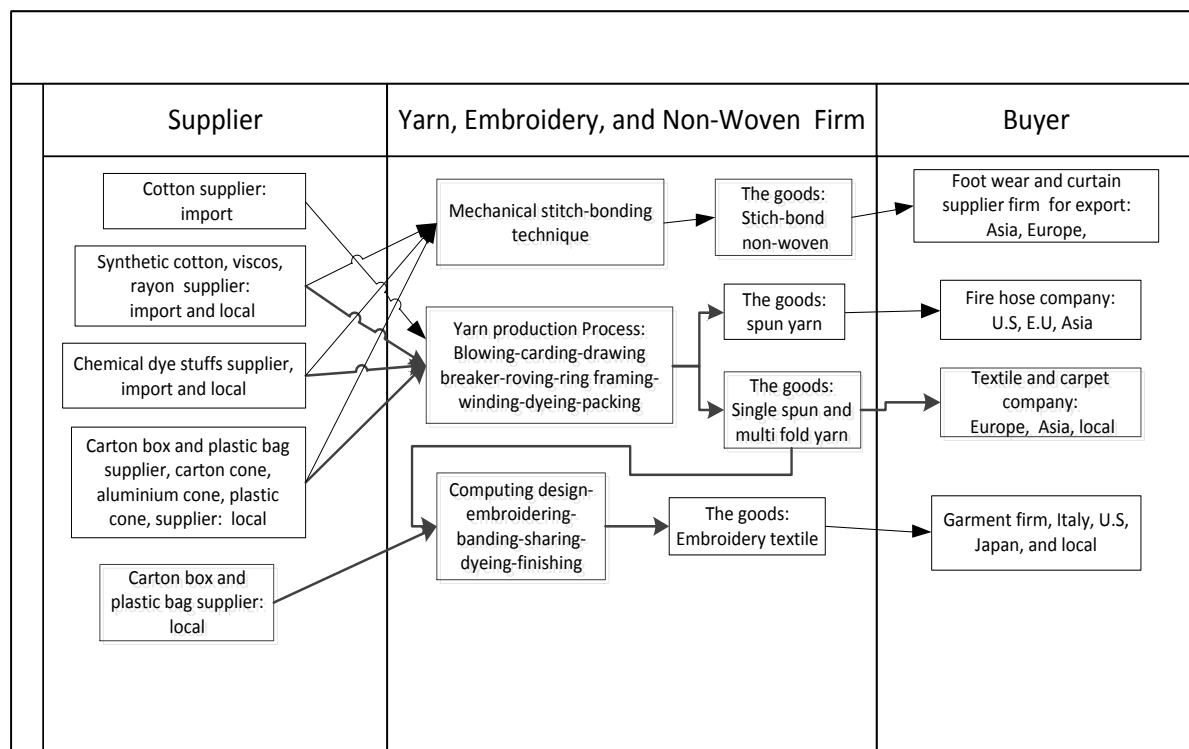 Supplier
Yarn, Embroidery, and Non-Woven Firm
Buyer
Cotton supplier:
import
Synthetic cotton, viscos,
rayon supplier:
import and local
Chemical dye stuffs supplier,
import and local
Carton box and plastic bag
supplier, carton cone,
aluminium cone, plastic
cone, supplier: local
Carton box and
plastic bag supplier:
local
Mechanical stitch-bonding
technique
The goods:
Stich-bond
non-woven
Yarn production Process:
Blowing-carding-drawing
breaker-roving-ring framing-
winding-dyeing-packing
The goods:
spun yarn
The goods:
Single spun and
multi fold yarn
Computing design-
embroidering-
banding-sharing-
dyeing-finishing
The goods:
Embroidery textile
Foot wear and curtain
supplier firm for export:
Asia, Europe,
Fire hose company:
U.S, E.U, Asia
Textile and carpet
company:
Europe, Asia, local
Garment firm, Italy, U.S,
Japan, and local